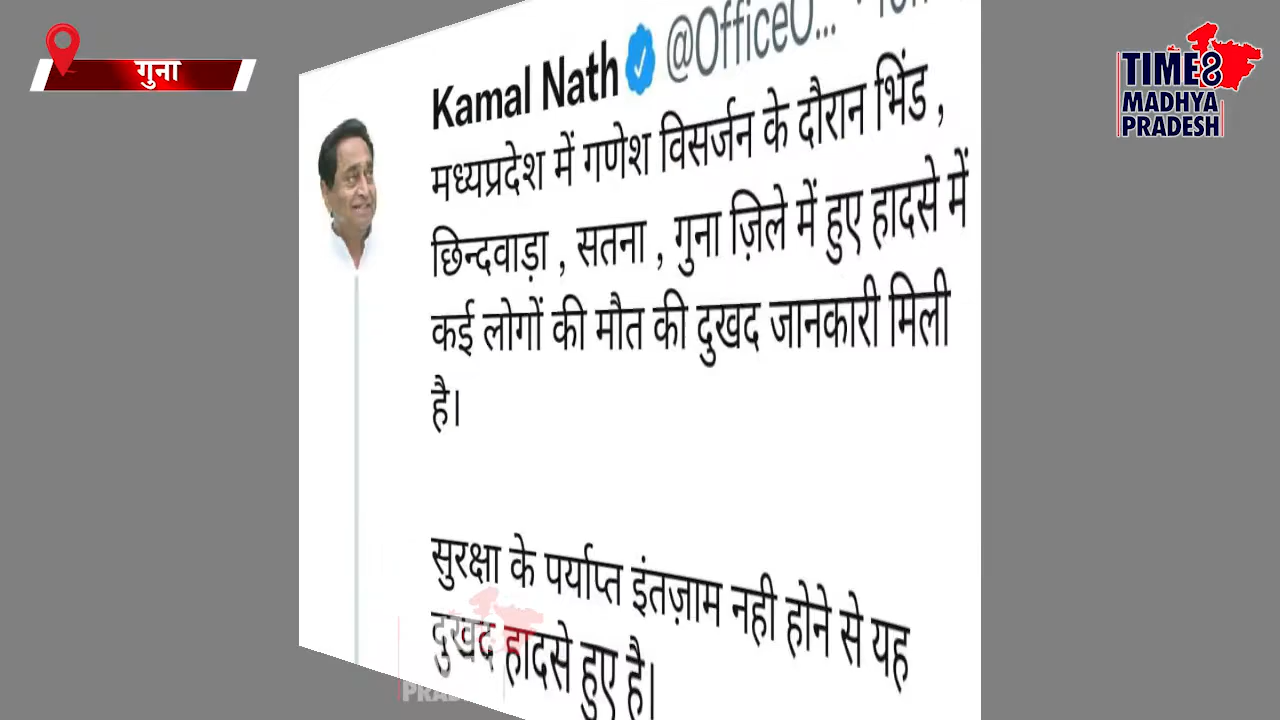 गुना
TIME8
MADHYA
PRADESH
Kamal Nath @OfficeO...
मध्यप्रदेश में गणेश विसर्जन के दौरान भिंड ,
छिन्दवाड़ा , सतना , गुना ज़िले में हुए हादसे में
कई लोगों की मौत की दुखद जानकारी मिली
है।
सुरक्षा के पर्याप्त इंतज़ाम नही होने से यह
दुखद हादसे हुए है।